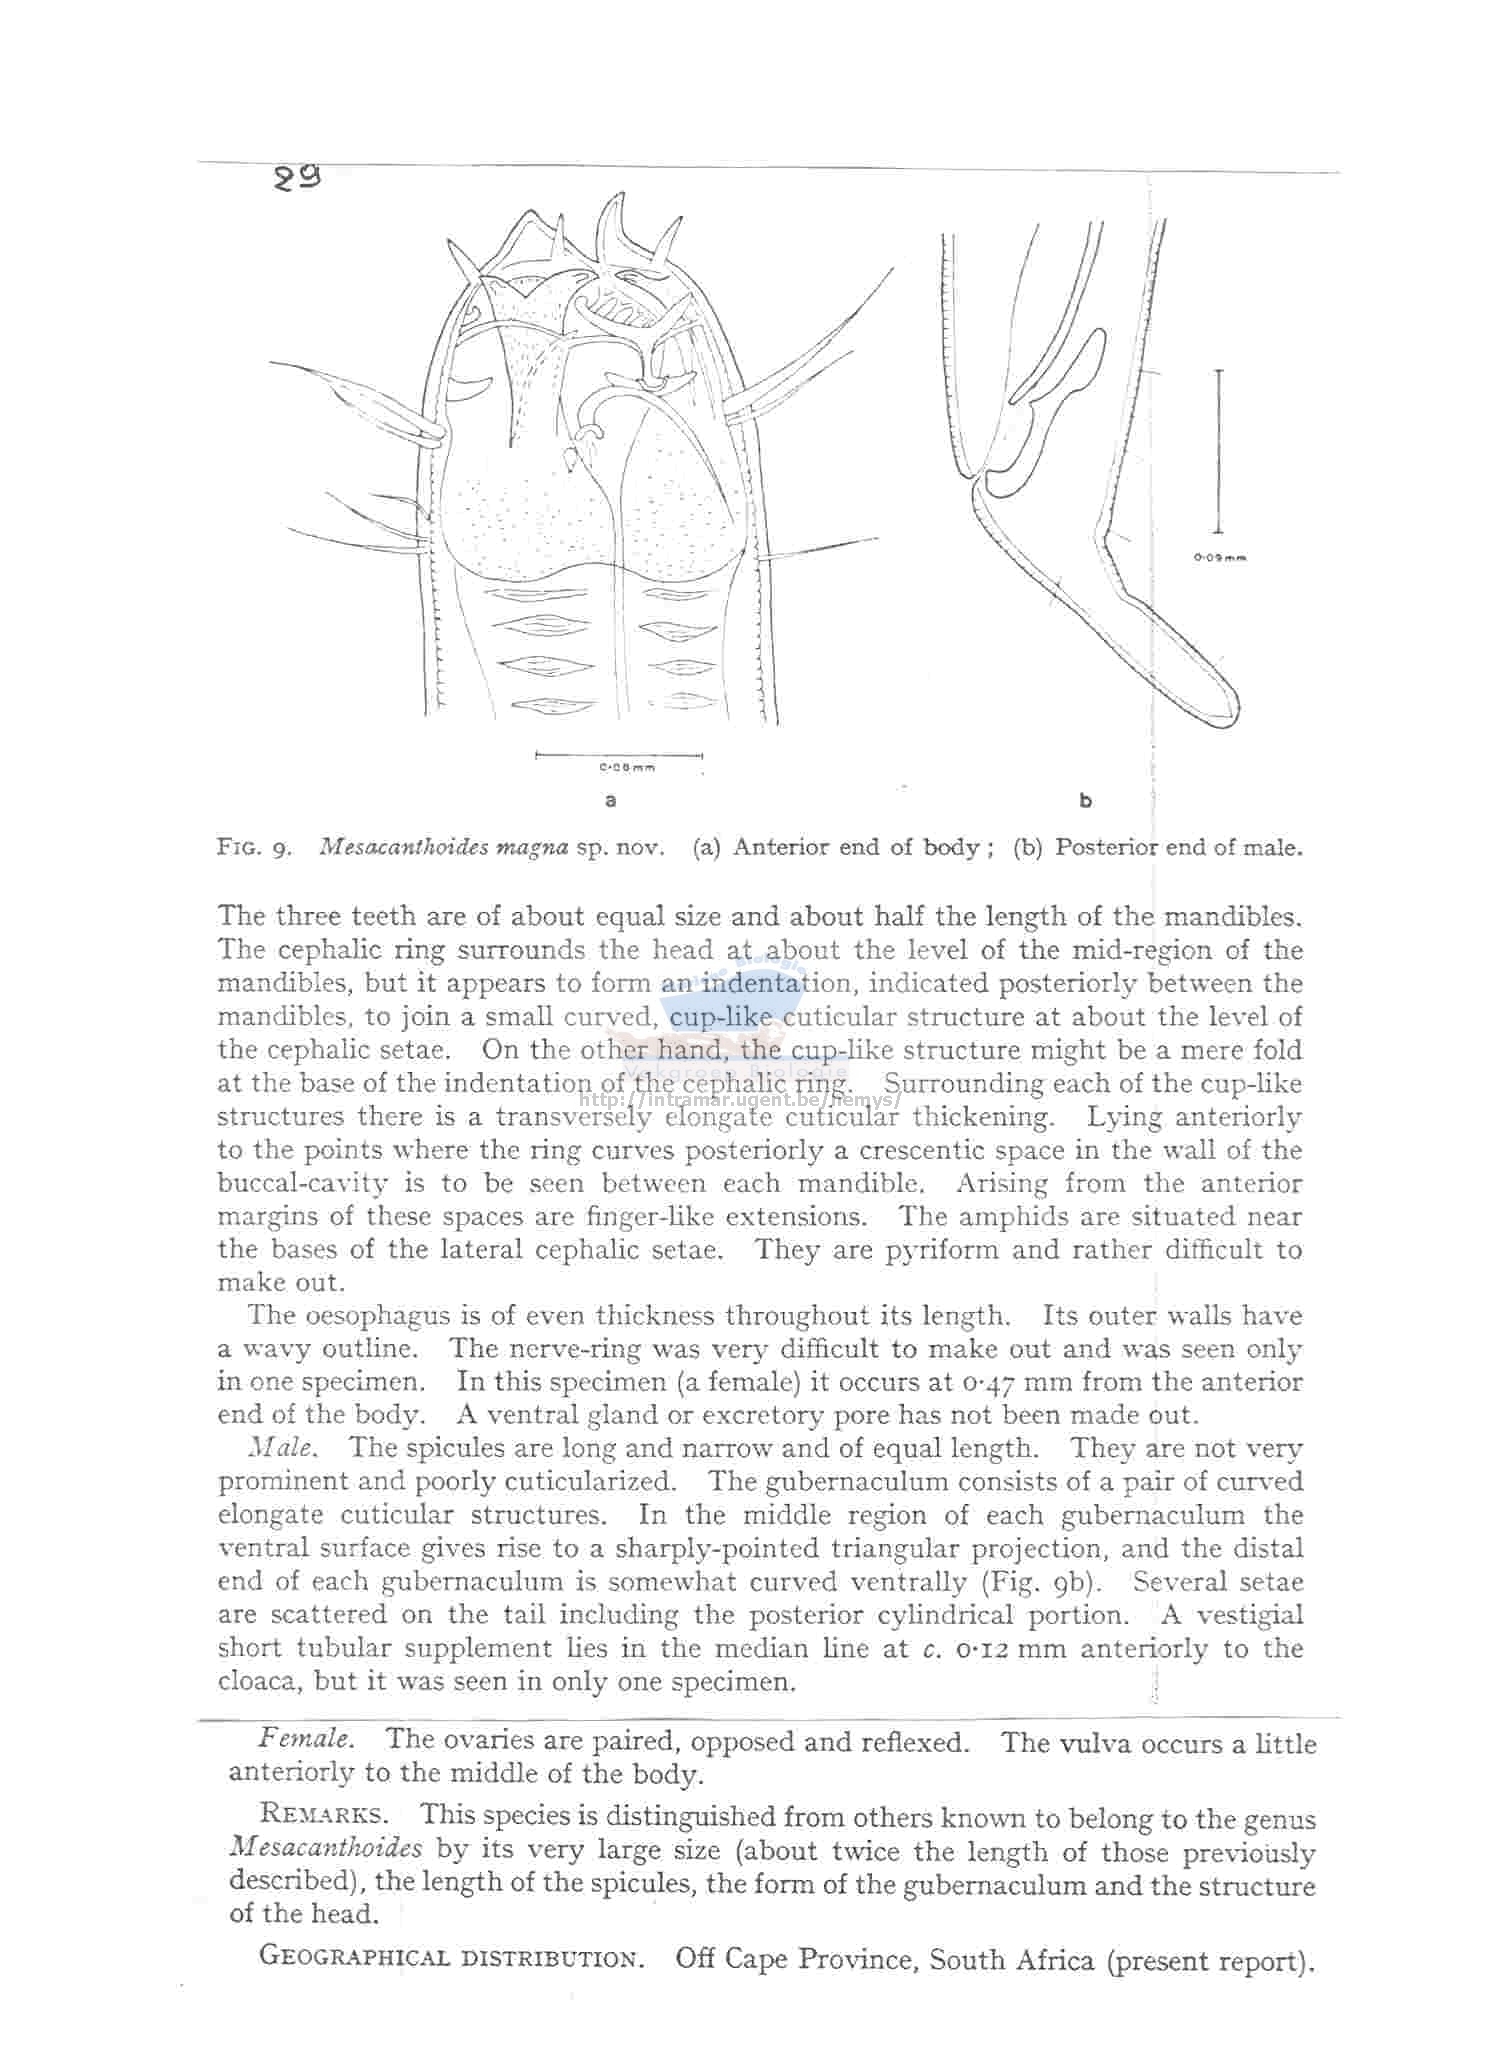 29
0·09mm
0·08mm
a
b
FIG. 9. Mesacanthoides magna sp. nov. (a) Anterior end of body; (b) Posterior end of male.
The three teeth are of about equal size and about half the length of the mandibles.
The cephalic ring surrounds the head at about the level of the mid-region of the
mandibles, but it appears to form an indentation, indicated posteriorly between the
mandibles, to join a small curved, cup-like cuticular structure at about the level of
the cephalic setae. On the other hand, the cup-like structure might be a mere fold
at the base of the indentation of the cephalic ring. Surrounding each of the cup-like
structures there is a transversely elongate cuticular thickening. Lying anteriorly
to the points where the ring curves posteriorly a crescentic space in the wall of the
buccal-cavity is to be seen between each mandible. Arising from the anterior
margins of these spaces are finger-like extensions. The amphids are situated near
the bases of the lateral cephalic setae. They are pyriform and rather difficult to
make out.
The oesophagus is of even thickness throughout its length. Its outer walls have
a wavy outline. The nerve-ring was very difficult to make out and was seen only
in one specimen. In this specimen (a female) it occurs at 0·47 mm from the anterior
end of the body. A ventral gland or excretory pore has not been made out.
Male. The spicules are long and narrow and of equal length. They are not very
prominent and poorly cuticularized. The gubernaculum consists of a pair of curved
elongate cuticular structures. In the middle region of each gubernaculum the
ventral surface gives rise to a sharply-pointed triangular projection, and the distal
end of each gubernaculum is somewhat curved ventrally (Fig. 9b). Several setae
are scattered on the tail including the posterior cylindrical portion. A vestigial
short tubular supplement lies in the median line at c. 0·12 mm anteriorly to the
cloaca, but it was seen in only one specimen.
Female. The ovaries are paired, opposed and reflexed. The vulva occurs a little
anteriorly to the middle of the body.
REMARKS. This species is distinguished from others known to belong to the genus
Mesacanthoides by its very large size (about twice the length of those previously
described), the length of the spicules, the form of the gubernaculum and the structure
of the head.
GEOGRAPHICAL DISTRIBUTION. Off Cape Province, South Africa (present report).
Vakgroep Biologie
http://intramar.ugent.be/nemys/